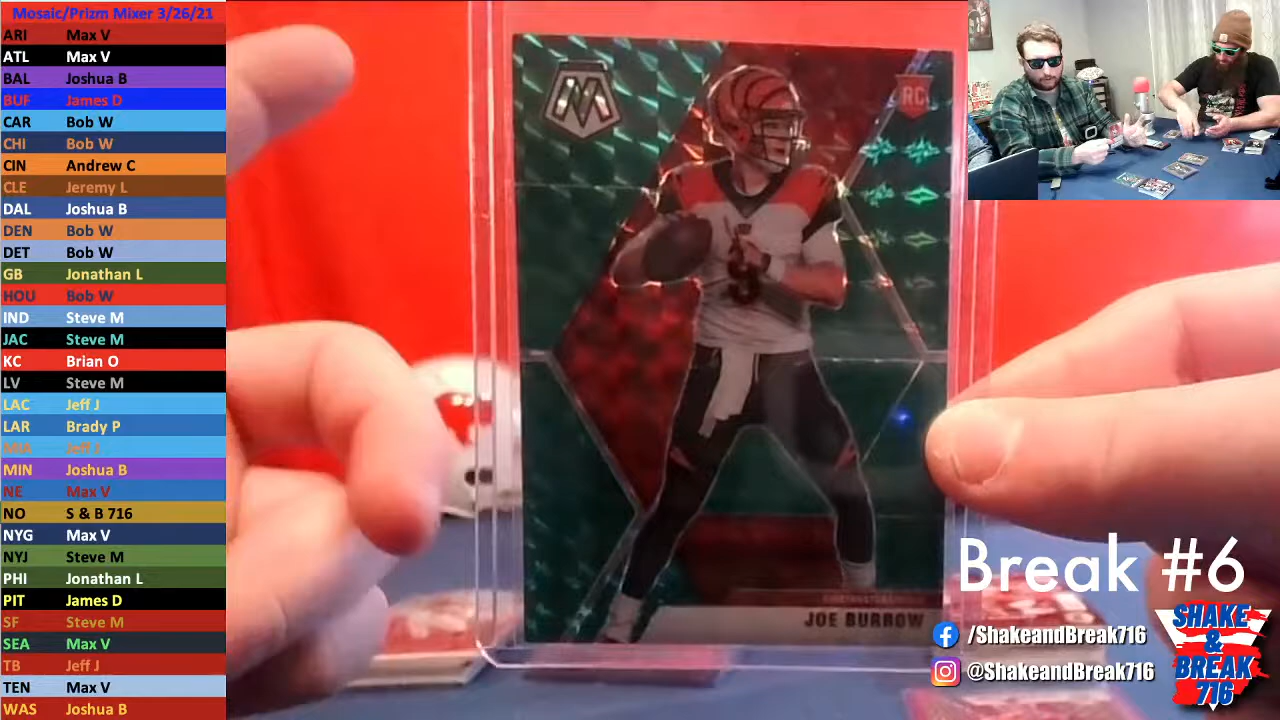 Mosaic/Prizm Mixer 3/26/21
ARI Max V
ATL Max V
BAL Joshua B
BUF James D
CAR Bob W
CHI Bob W
CIN Andrew C
CLE Jeremy L
DAL Joshua B
DEN Bob W
DET Bob W
GB Jonathan L
HOU Bob W
IND Steve M
JAC Steve M
KC Brian O
LV Steve M
LAC Jeff J
LAR Brady P
MIA Jeff J
MIN Joshua B
NE Max V
NO S & B 716
NYG Max V
NYJ Steve M
PHI Jonathan L
PIT James D
SF Steve M
SEA Max V
TB Jeff J
TEN Max V
WAS Joshua B
M
RC
JOE BURROW
Break #6
/ShakeandBreak716
@ShakeandBreak716
SHAKE
&
BREAK
716